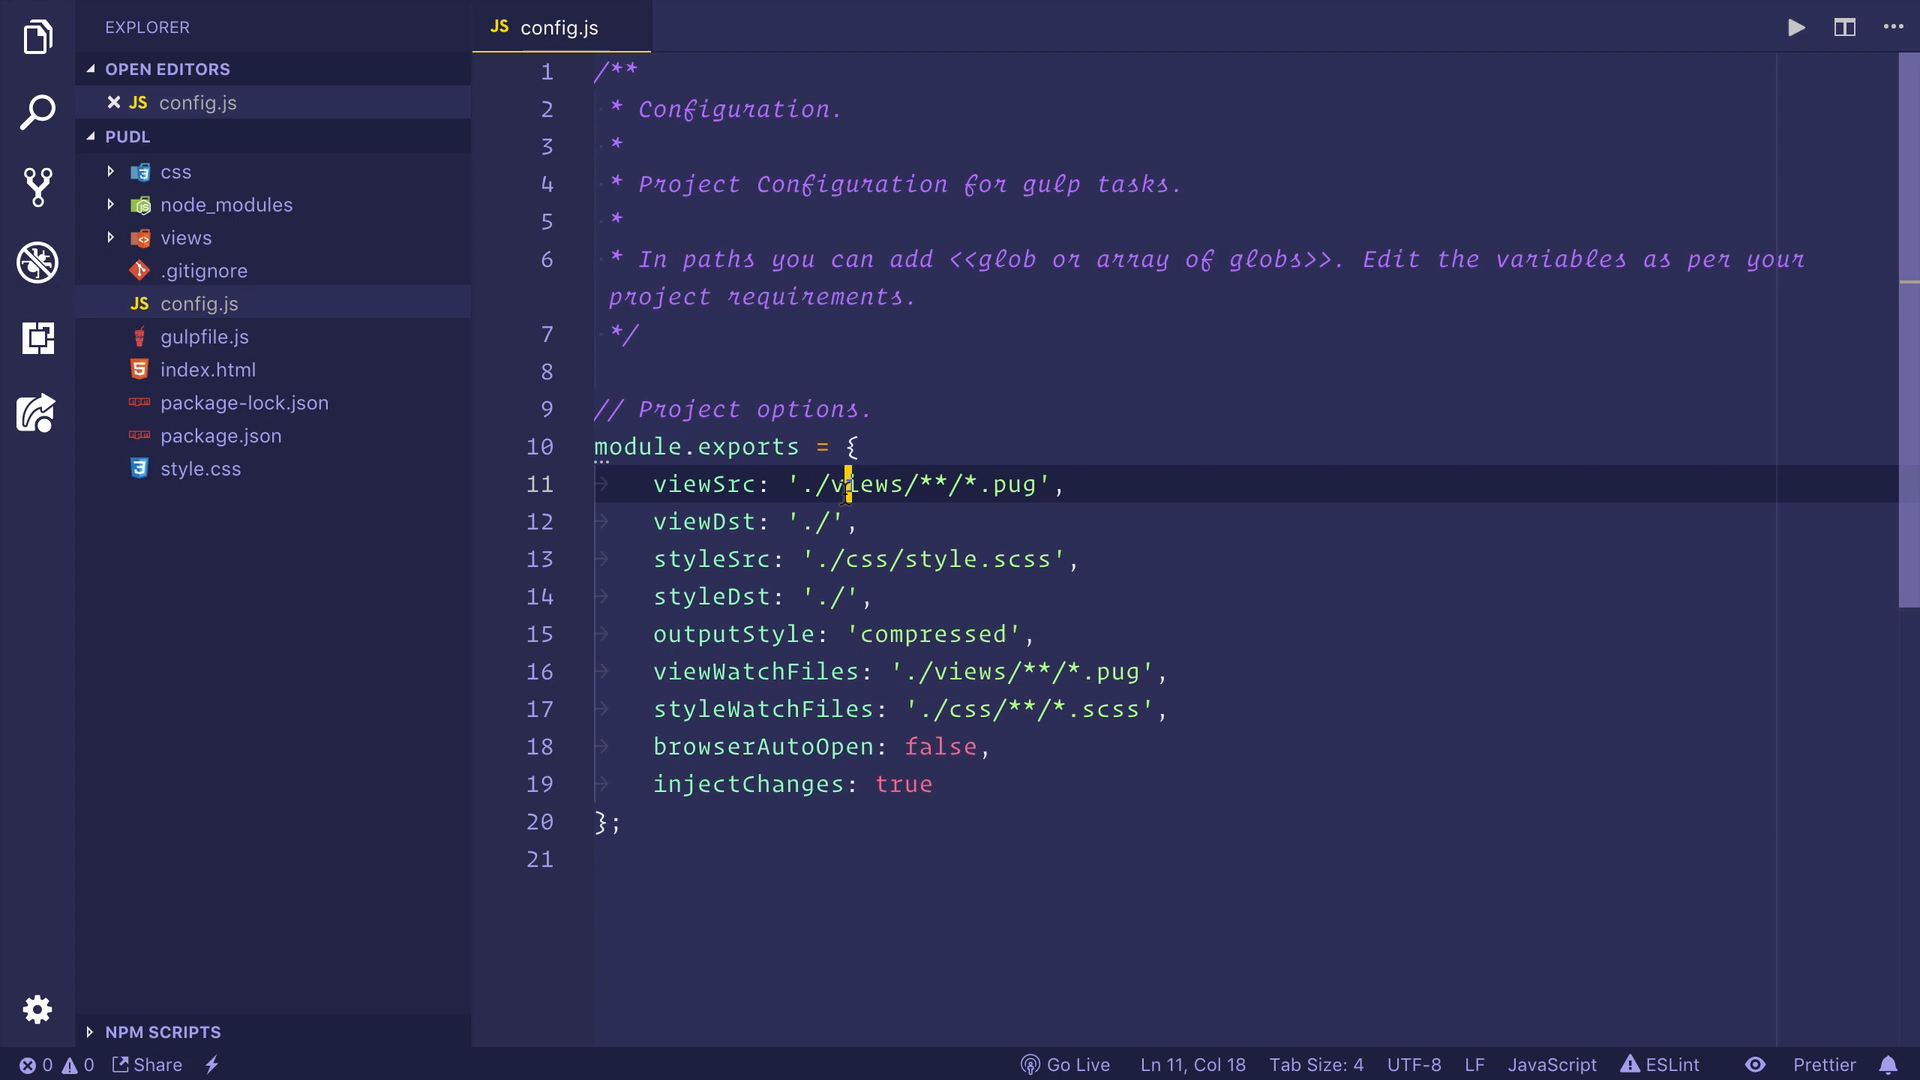 EXPLORER
OPEN EDITORS
JS config.js
PUDL
css
node_modules
views
.gitignore
JS config.js
gulpfile.js
index.html
package-lock.json
package.json
style.css
NPM SCRIPTS
JS config.js
1 /**
2 * Configuration.
3 *
4 * Project Configuration for gulp tasks.
5 *
6 * In paths you can add <<glob or array of globs>>. Edit the variables as per your
project requirements.
7 */
8
9 // Project options.
10 module.exports = {
11 viewSrc: './views/**/*.pug',
12 viewDst: './',
13 styleSrc: './css/style.scss',
14 styleDst: './',
15 outputStyle: 'compressed',
16 viewWatchFiles: './views/**/*.pug',
17 styleWatchFiles: './css/**/*.scss',
18 browserAutoOpen: false,
19 injectChanges: true
20 };
21
0 0 Share Go Live Ln 11, Col 18 Tab Size: 4 UTF-8 LF JavaScript ESLint Prettier